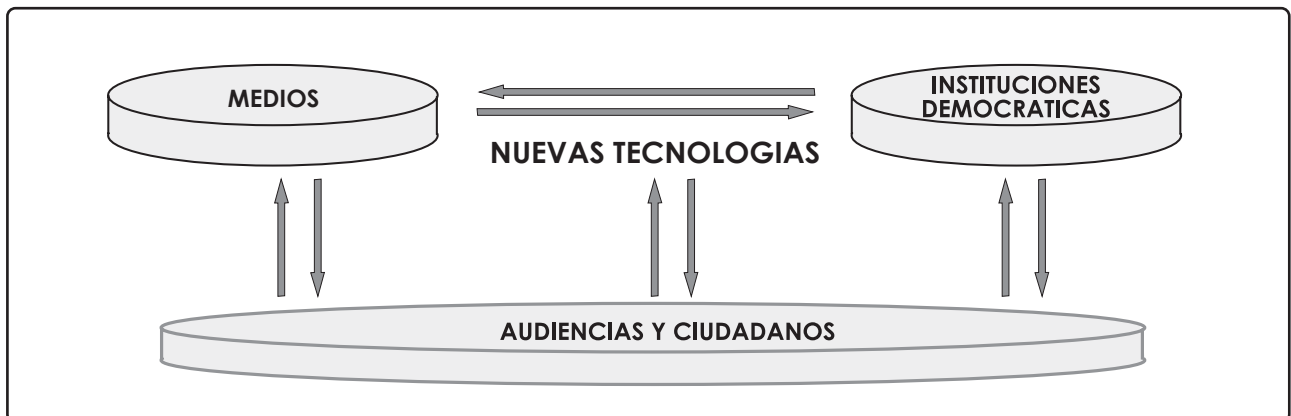 MEDIOS
INSTITUCIONES
DEMOCRATICAS
NUEVAS TECNOLOGIAS
AUDIENCIAS Y CIUDADANOS